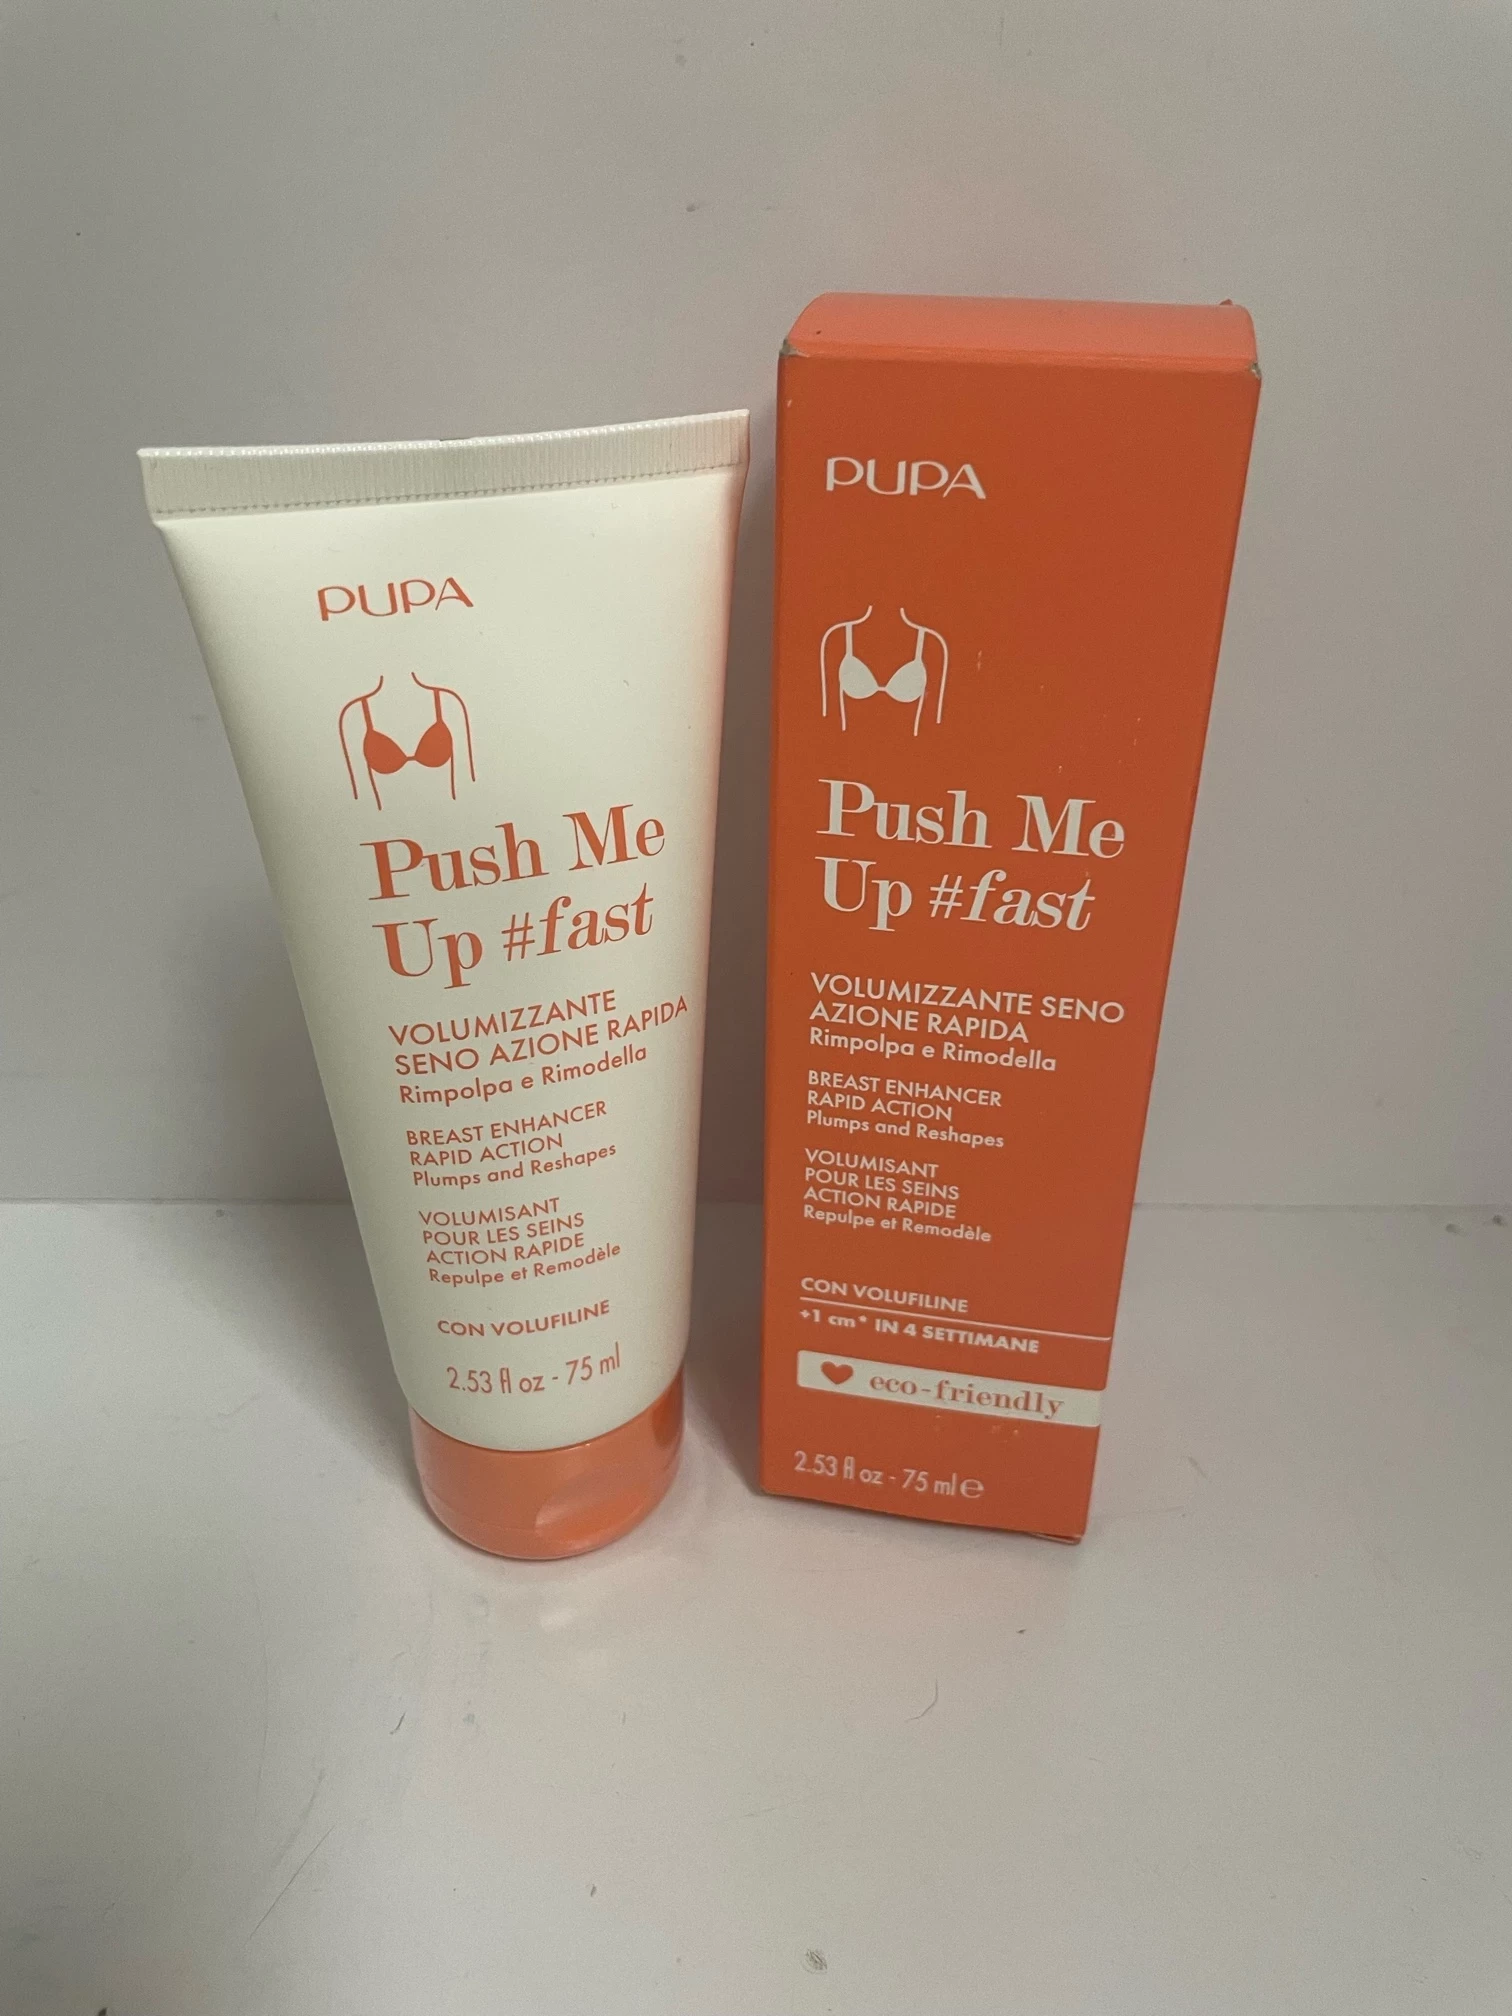 PUPA
Push Me
Up #fast
VOLUMIZZANTE
SENO AZIONE RAPIDA
Rimpolpa e Rimodella
BREAST ENHANCER
RAPID ACTION
Plumps and Reshapes
VOLUMISANT
POUR LES SEINS
ACTION RAPIDE
Repulpe et Remodèle
CON VOLUFILINE
2.53 fl oz - 75 ml
PUPA
Push Me
Up #fast
VOLUMIZZANTE SENO
AZIONE RAPIDA
Rimpolpa e Rimodella
BREAST ENHANCER
RAPID ACTION
Plumps and Reshapes
VOLUMISANT
POUR LES SEINS
ACTION RAPIDE
Repulpe et Remodèle
CON VOLUFILINE
+1 cm* IN 4 SETTIMANE
eco-friendly
2.53 fl oz - 75 ml ℮